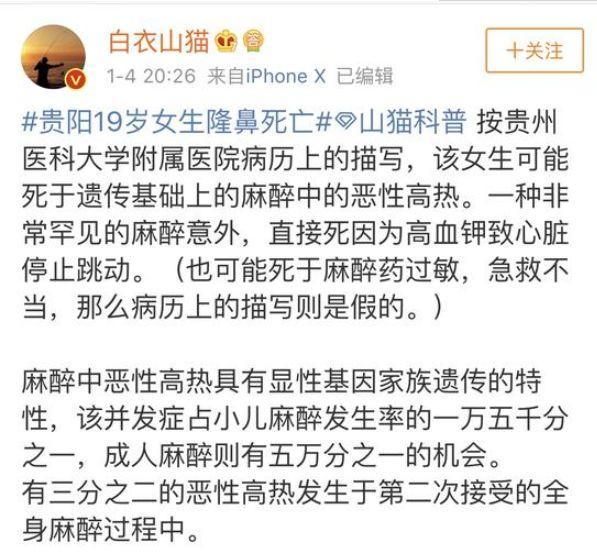 白衣山猫
答
1-4 20:26 来自iPhone X 已编辑
+关注
#贵阳19岁女生隆鼻死亡#山猫科普 按贵州
医科大学附属医院病历上的描写，该女生可能
死于遗传基础上的麻醉中的恶性高热。一种非
常罕见的麻醉意外，直接死因为高血钾致心脏
停止跳动。（也可能死于麻醉药过敏，急救不
当，那么病历上的描写则是假的。）
麻醉中恶性高热具有显性基因家族遗传的特
性，该并发症占小儿麻醉发生率的一万五千分
之一，成人麻醉则有五万分之一的机会。
有三分之二的恶性高热发生于第二次接受的全
身麻醉过程中。